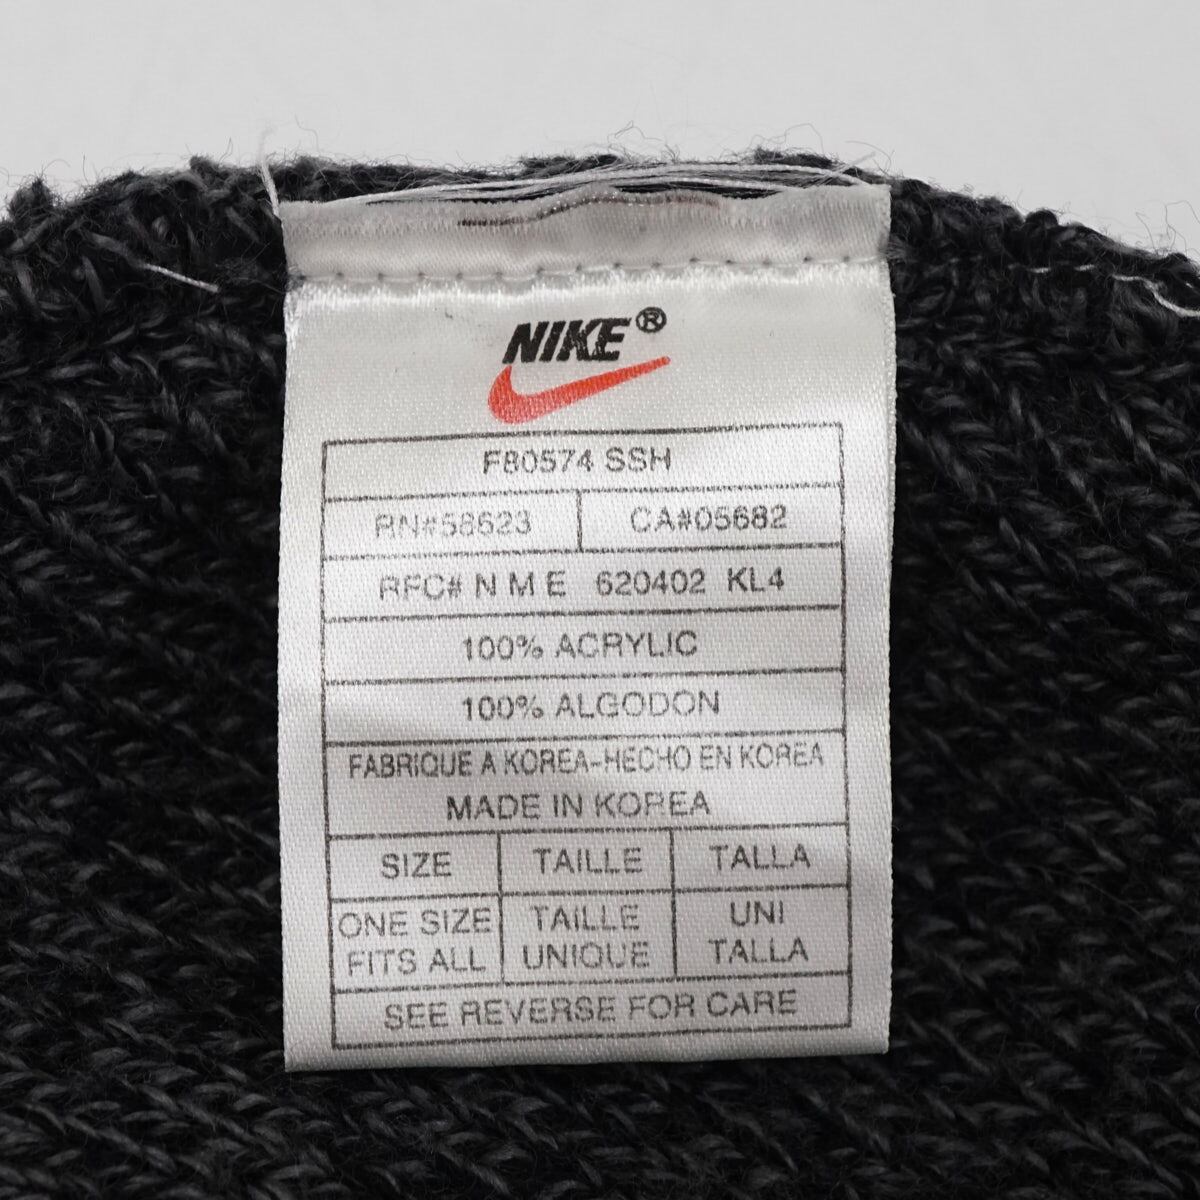 NIKE®
F80574 SSH
RN#58623 CA#05682
RFC# N M E 620402 KL4
100% ACRYLIC
100% ALGODON
FABRIQUE A KOREA-HECHO EN KOREA
MADE IN KOREA
SIZE TAILLE TALLA
ONE SIZE FITS ALL
TAILLE UNIQUE
UNI TALLA
SEE REVERSE FOR CARE